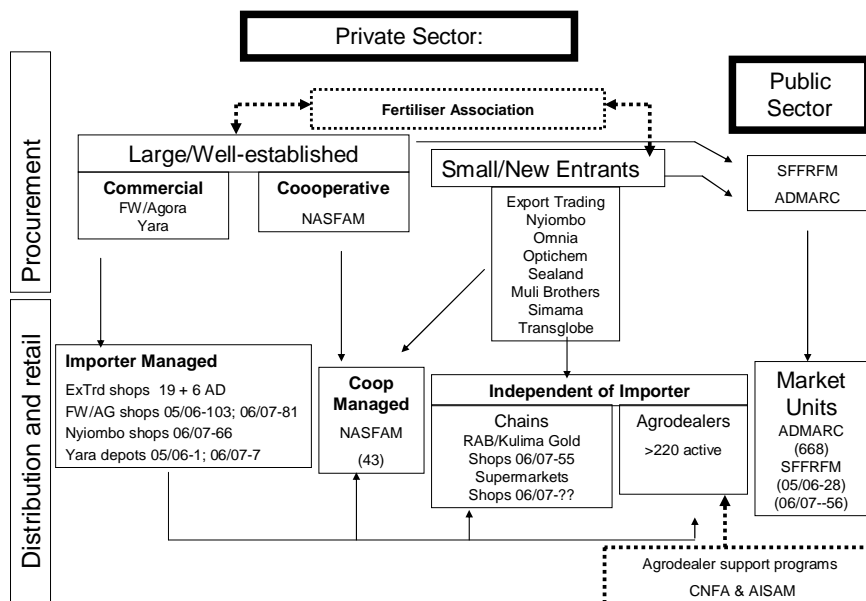 Private Sector:
Public
Sector
Procurement
Fertiliser Association
Large/Well-established
Commercial
FW/Agora
Yara
Coooperative
NASFAM
Small/New Entrants
Export Trading
Nyiombo
Omnia
Optichem
Sealand
Muli Brothers
Simama
Transglobe
SFFRFM
ADMARC
Distribution and retail
Importer Managed
ExTrd shops 19 + 6 AD
FW/AG shops 05/06-103; 06/07-81
Nyiombo shops 06/07-66
Yara depots 05/06-1; 06/07-7
Coop
Managed
NASFAM
(43)
Independent of Importer
Chains
RAB/Kulima Gold
Shops 06/07-55
Supermarkets
Shops 06/07-??
Agrodealers
>220 active
Market
Units
ADMARC
(668)
SFFRFM
(05/06-28)
(06/07--56)
Agrodealer support programs
CNFA & AISAM